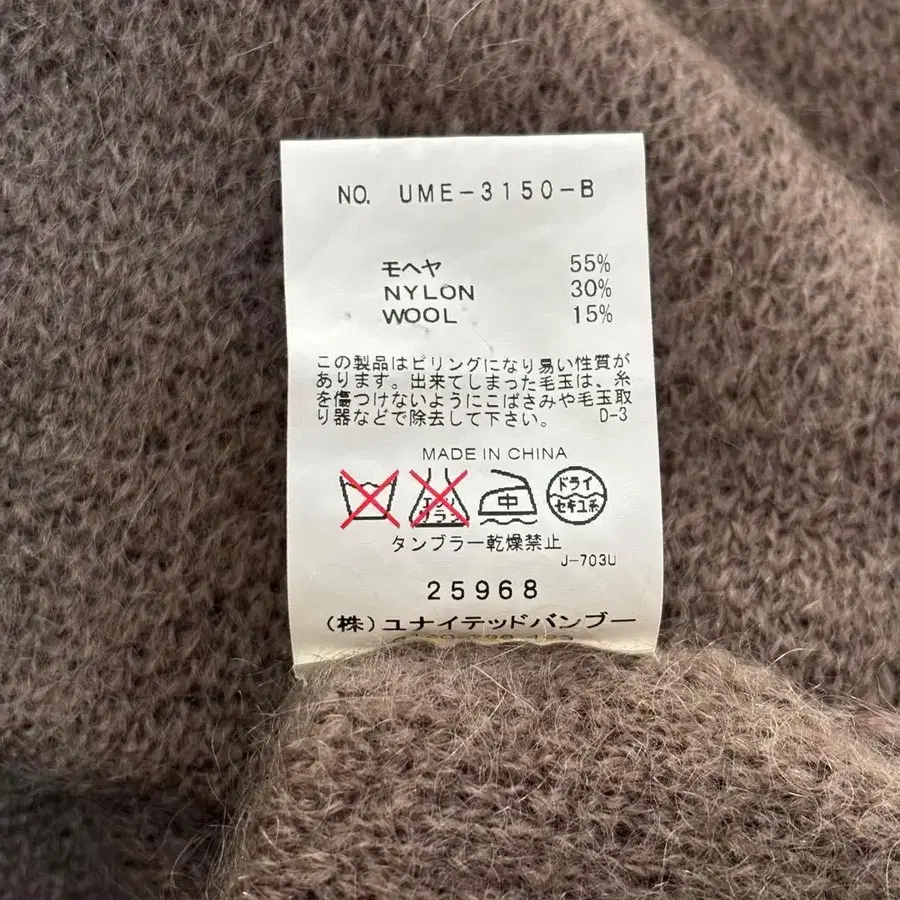 NO. UME-3150-B
モヘヤ 55%
NYLON 30%
WOOL 15%
この製品はピリングになり易い性質が
あります。出来てしまった毛玉は、糸
を傷つけないようにこばさみや毛玉取
り器などで除去して下さい。 D-3
MADE IN CHINA
エンソ
サラシ
中
ドライ
セキユ系
タンブラー乾燥禁止
J-703U
25968
(株)ユナイテッドバンブー